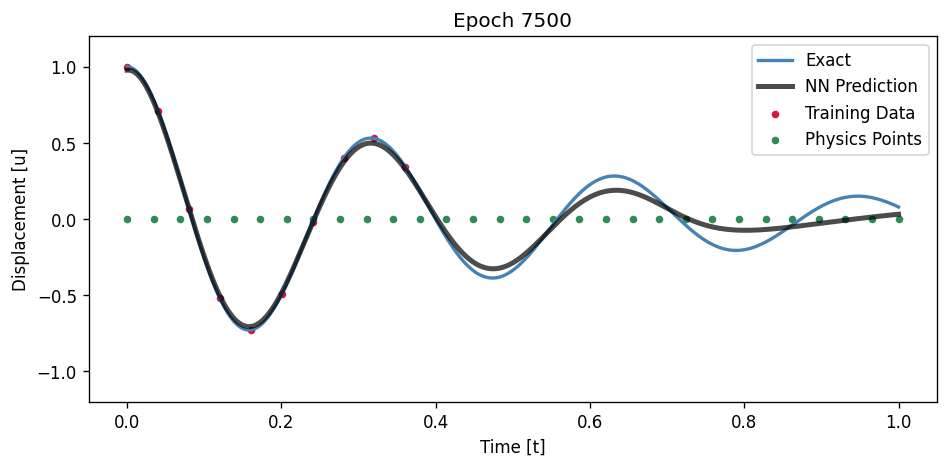 Epoch 7500
Exact
NN Prediction
Training Data
Physics Points
Displacement [u]
1.0
0.5
0.0
−0.5
−1.0
0.0 0.2 0.4 0.6 0.8 1.0
Time [t]